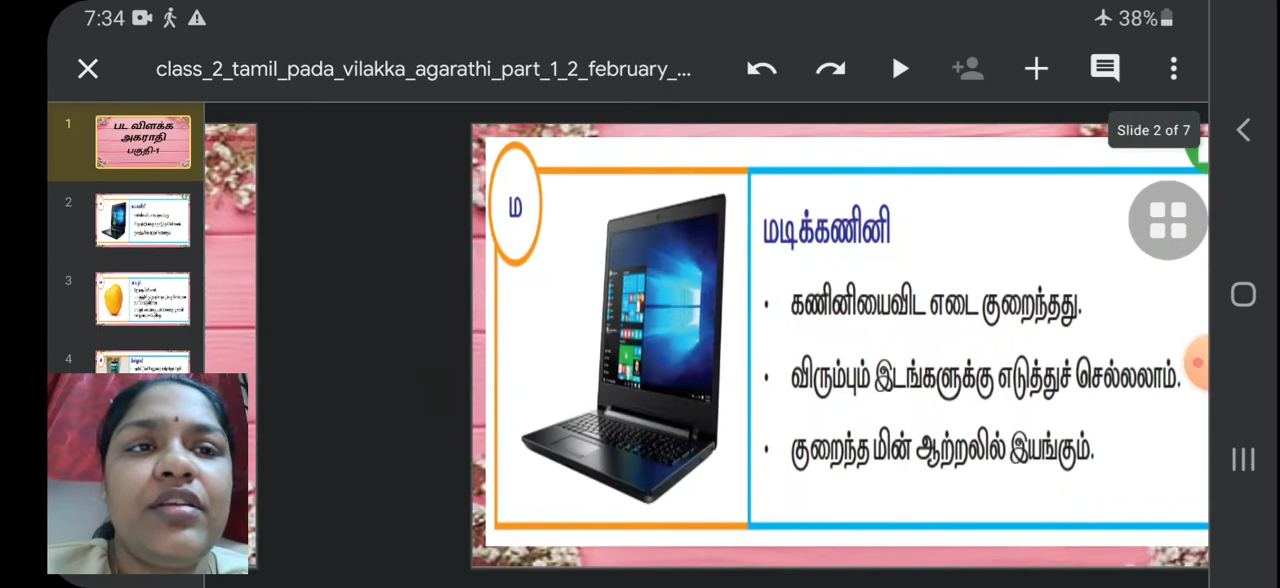 7:34
38%
class_2_tamil_pada_vilakka_agarathi_part_1_2_february_...
1
பட விளக்க
அகராதி
பகுதி-1
2
3
4
Slide 2 of 7
ம
மடிக்கணினி
· கணினியைவிட எடை குறைந்தது.
· விரும்பும் இடங்களுக்கு எடுத்துச் செல்லலாம்.
· குறைந்த மின் ஆற்றலில் இயங்கும்.